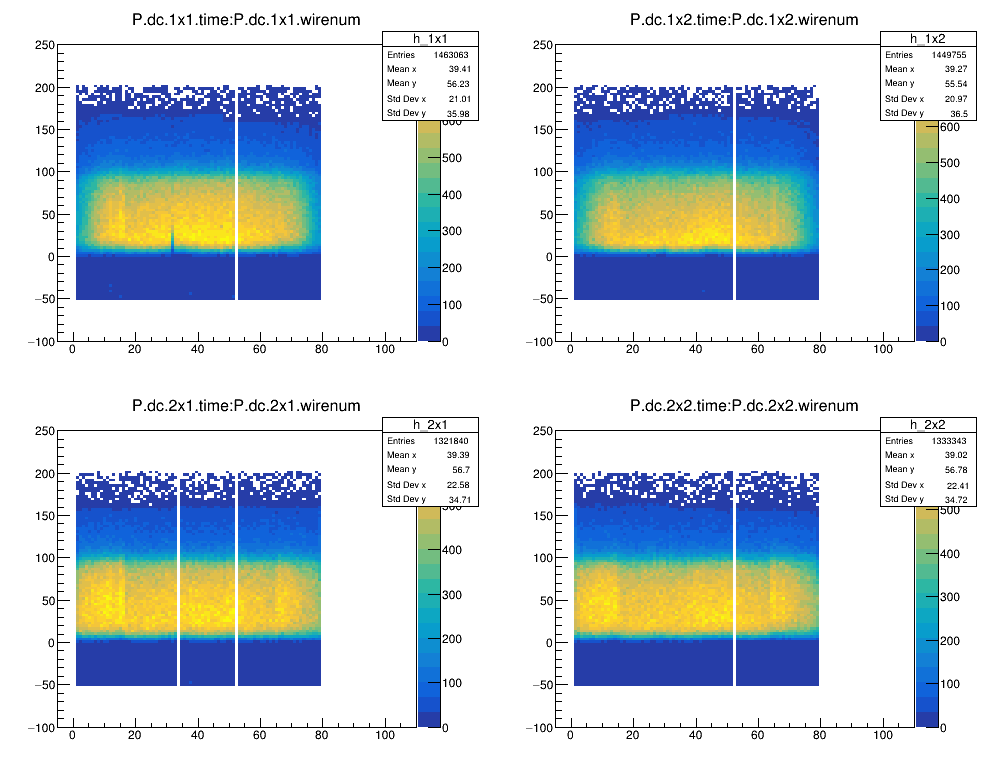 P.dc.1x1.time:P.dc.1x1.wirenum
h_1x1
Entries 1463063
Mean x 39.41
Mean y 56.23
Std Dev x 21.01
Std Dev y 35.98
250
200
150
100
50
0
−50
−100
0 20 40 60 80 100
600
500
400
300
200
100
0
P.dc.1x2.time:P.dc.1x2.wirenum
h_1x2
Entries 1449755
Mean x 39.27
Mean y 55.54
Std Dev x 20.97
Std Dev y 36.5
250
200
150
100
50
0
−50
−100
0 20 40 60 80 100
600
500
400
300
200
100
0
P.dc.2x1.time:P.dc.2x1.wirenum
h_2x1
Entries 1321840
Mean x 39.39
Mean y 56.7
Std Dev x 22.58
Std Dev y 34.71
250
200
150
100
50
0
−50
−100
0 20 40 60 80 100
500
400
300
200
100
0
P.dc.2x2.time:P.dc.2x2.wirenum
h_2x2
Entries 1333343
Mean x 39.02
Mean y 56.78
Std Dev x 22.41
Std Dev y 34.72
250
200
150
100
50
0
−50
−100
0 20 40 60 80 100
500
400
300
200
100
0